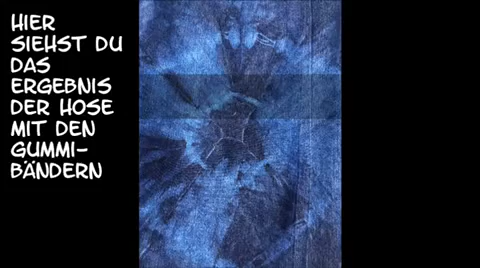 HIER
SIEHST DU
DAS
ERGEBNIS
DER HOSE
MIT DEN
GUMMI-
BÄNDERN